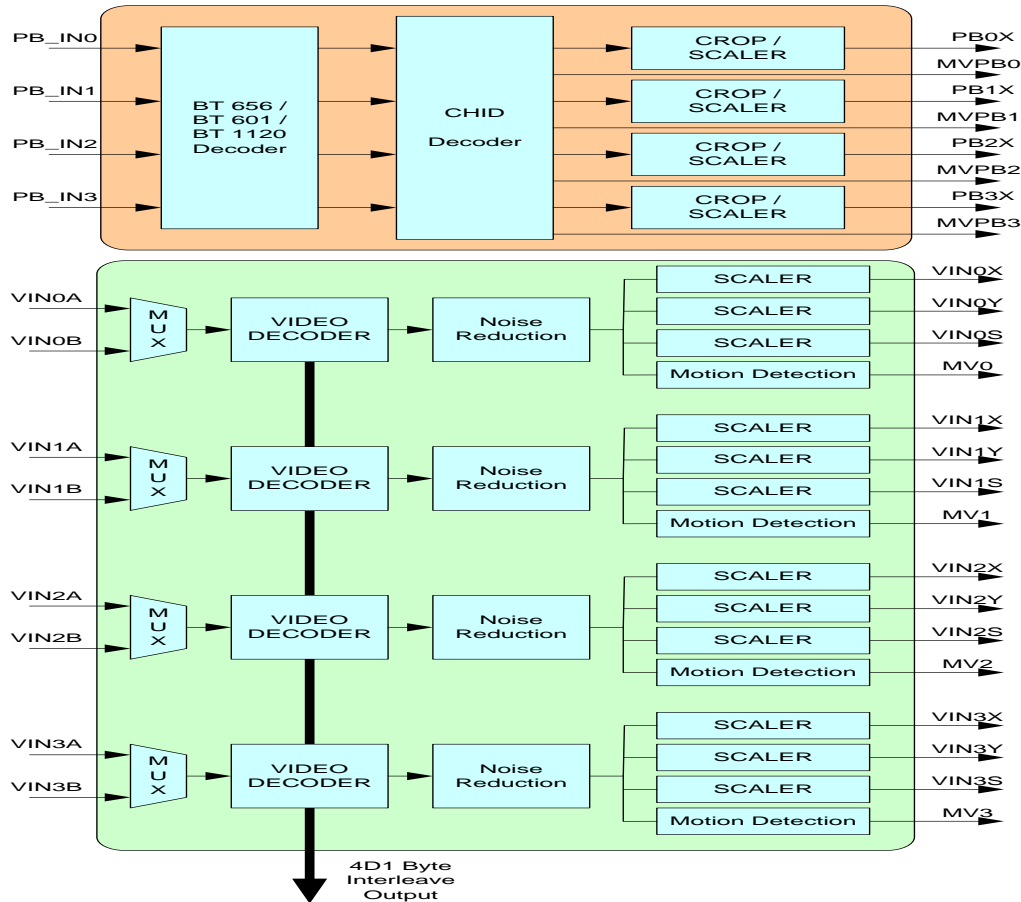 PB_IN0
PB_IN1
PB_IN2
PB_IN3
BT 656 /
BT 601 /
BT 1120
Decoder
CHID
Decoder
CROP /
SCALER
CROP /
SCALER
CROP /
SCALER
CROP /
SCALER
PB0X
MVPB0
PB1X
MVPB1
PB2X
MVPB2
PB3X
MVPB3
VIN0A
VIN0B
MUX
VIDEO
DECODER
Noise
Reduction
SCALER
SCALER
SCALER
Motion Detection
VIN0X
VIN0Y
VIN0S
MV0
VIN1A
VIN1B
MUX
VIDEO
DECODER
Noise
Reduction
SCALER
SCALER
SCALER
Motion Detection
VIN1X
VIN1Y
VIN1S
MV1
VIN2A
VIN2B
MUX
VIDEO
DECODER
Noise
Reduction
SCALER
SCALER
SCALER
Motion Detection
VIN2X
VIN2Y
VIN2S
MV2
VIN3A
VIN3B
MUX
VIDEO
DECODER
Noise
Reduction
SCALER
SCALER
SCALER
Motion Detection
VIN3X
VIN3Y
VIN3S
MV3
4D1 Byte
Interleave
Output